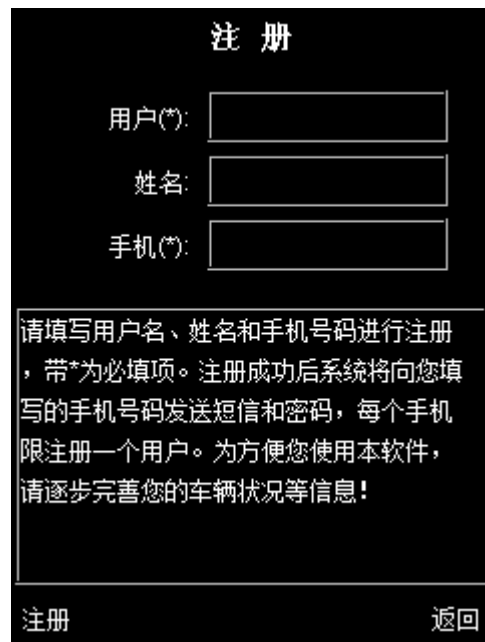 注 册
用户(*):
姓名:
手机(*):
请填写用户名、姓名和手机号码进行注册
，带*为必填项。注册成功后系统将向您填
写的手机号码发送短信和密码，每个手机
限注册一个用户。为方便您使用本软件，
请逐步完善您的车辆状况等信息！
注册
返回